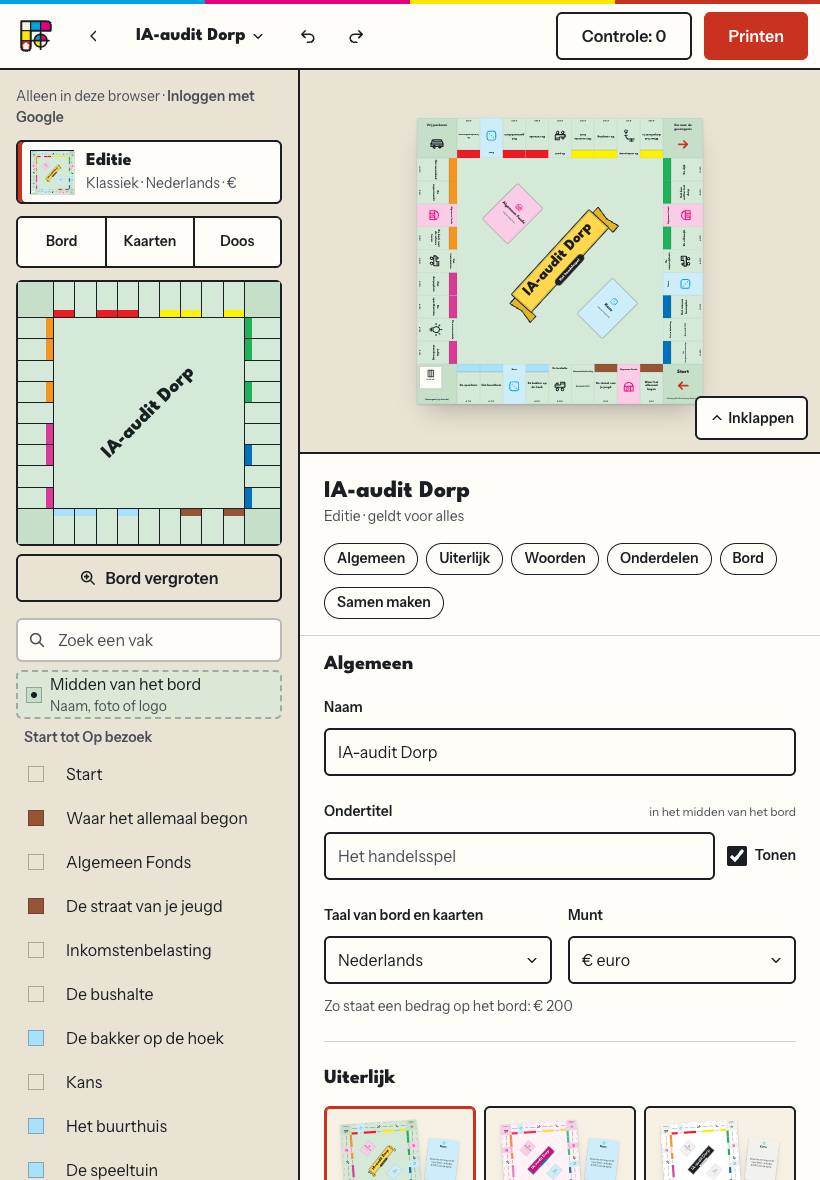 IA-audit Dorp
Controle: 0
Printen
Alleen in deze browser · Inloggen met
Google
Editie
Klassiek · Nederlands · €
Bord
Kaarten
Doos
IA-audit Dorp
Bord vergroten
Zoek een vak
Midden van het bord
Naam, foto of logo
Start tot Op bezoek
Start
Waar het allemaal begon
Algemeen Fonds
De straat van je jeugd
Inkomstenbelasting
De bushalte
De bakker op de hoek
Kans
Het buurthuis
De speeltuin
Algemeen Fonds
IA-audit Dorp
Start
Inklappen
IA-audit Dorp
Editie · geldt voor alles
Algemeen
Uiterlijk
Woorden
Onderdelen
Bord
Samen maken
Algemeen
Naam
IA-audit Dorp
Ondertitel
in het midden van het bord
Het handelsspel
Tonen
Taal van bord en kaarten
Munt
Nederlands
€ euro
Zo staat een bedrag op het bord: € 200
Uiterlijk